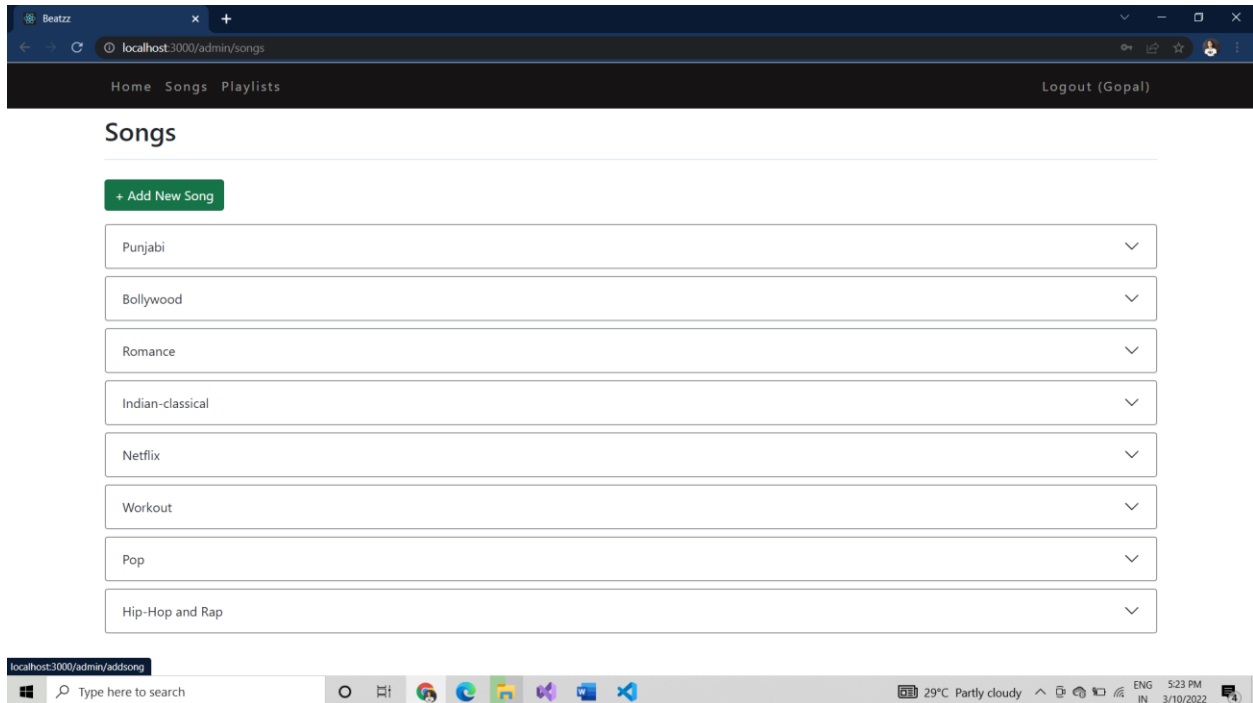 Beatzz
localhost:3000/admin/songs
Home Songs Playlists Logout (Gopal)
Songs
+ Add New Song
Punjabi
Bollywood
Romance
Indian-classical
Netflix
Workout
Pop
Hip-Hop and Rap
localhost:3000/admin/addsong
Type here to search
29°C Partly cloudy
ENG
IN
5:23 PM
3/10/2022
4